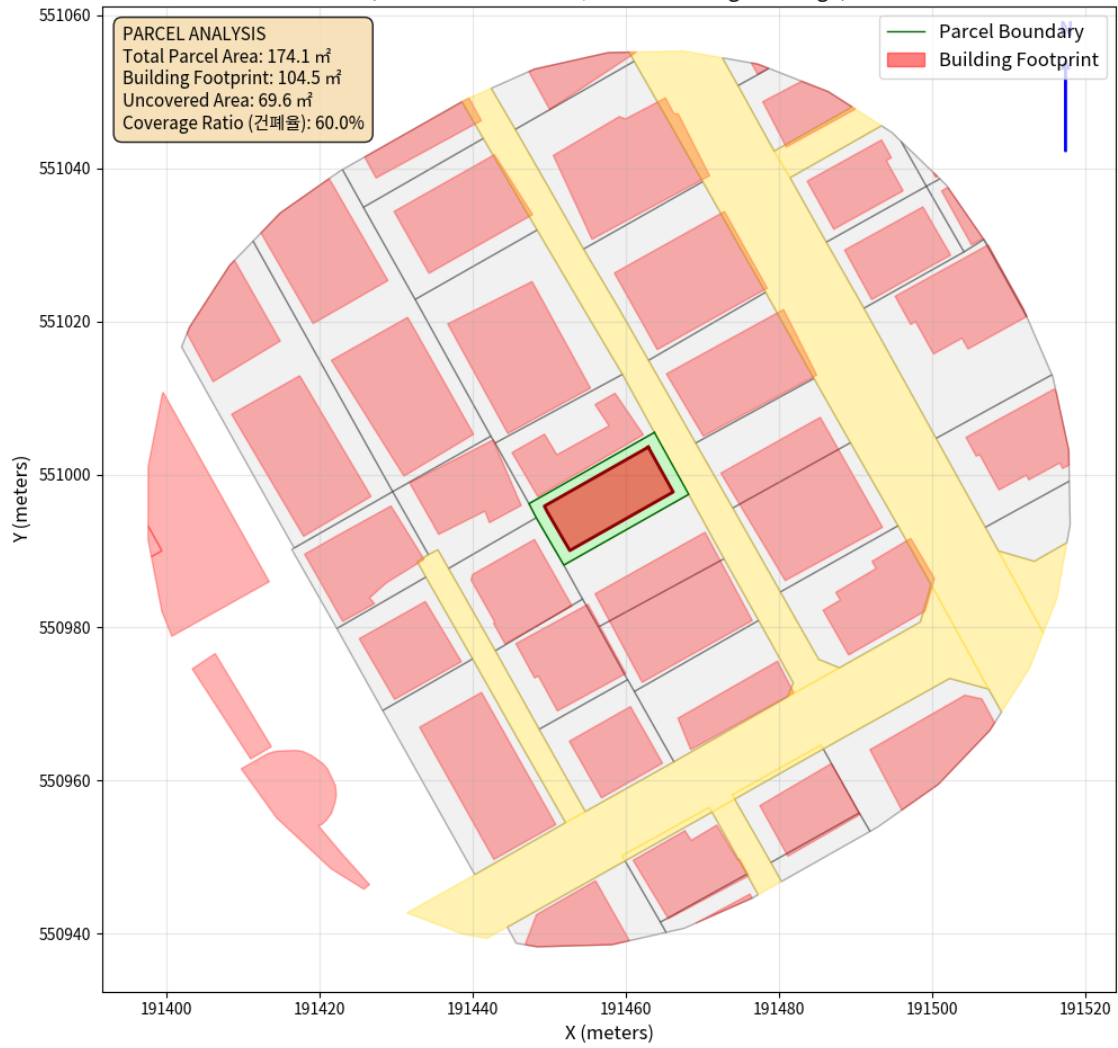 PARCEL ANALYSIS
Total Parcel Area: 174.1 ㎡
Building Footprint: 104.5 ㎡
Uncovered Area: 69.6 ㎡
Coverage Ratio (건폐율): 60.0%
Parcel Boundary
Building Footprint
N
551060
551040
551020
551000
550980
550960
550940
Y (meters)
191400
191420
191440
191460
191480
191500
191520
X (meters)